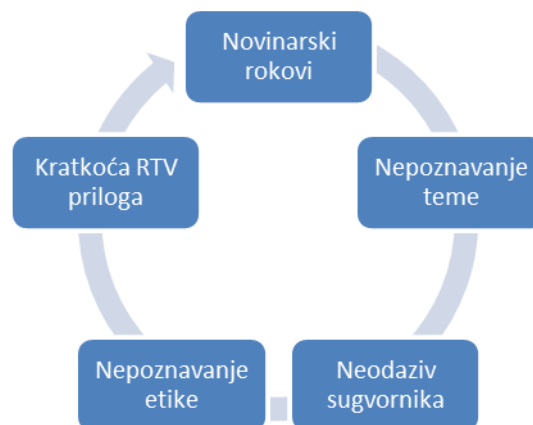 Novinarski
rokovi
Nepoznavanje
teme
Neodaziv
sugvornika
Nepoznavanje
etike
Kratkoća RTV
priloga